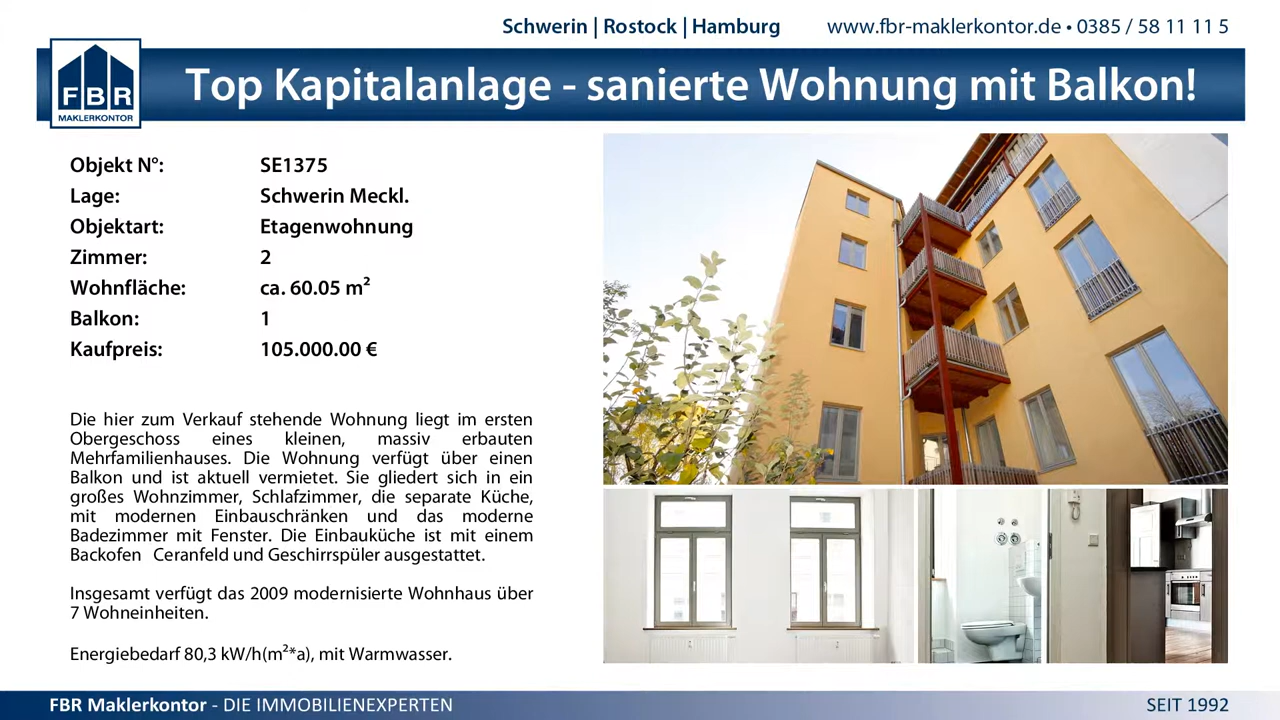 Schwerin | Rostock | Hamburg www.fbr-maklerkontor.de • 0385 / 58 11 11 5
FBR
MAKLERKONTOR
Top Kapitalanlage - sanierte Wohnung mit Balkon!
Objekt N°: SE1375
Lage: Schwerin Meckl.
Objektart: Etagenwohnung
Zimmer: 2
Wohnfläche: ca. 60.05 m²
Balkon: 1
Kaufpreis: 105.000.00 €
Die hier zum Verkauf stehende Wohnung liegt im ersten
Obergeschoss eines kleinen, massiv erbauten
Mehrfamilienhauses. Die Wohnung verfügt über einen
Balkon und ist aktuell vermietet. Sie gliedert sich in ein
großes Wohnzimmer, Schlafzimmer, die separate Küche,
mit modernen Einbauschränken und das moderne
Badezimmer mit Fenster. Die Einbauküche ist mit einem
Backofen Ceranfeld und Geschirrspüler ausgestattet.
Insgesamt verfügt das 2009 modernisierte Wohnhaus über
7 Wohneinheiten.
Energiebedarf 80,3 kW/h(m²*a), mit Warmwasser.
FBR Maklerkontor - DIE IMMOBILIENEXPERTEN SEIT 1992